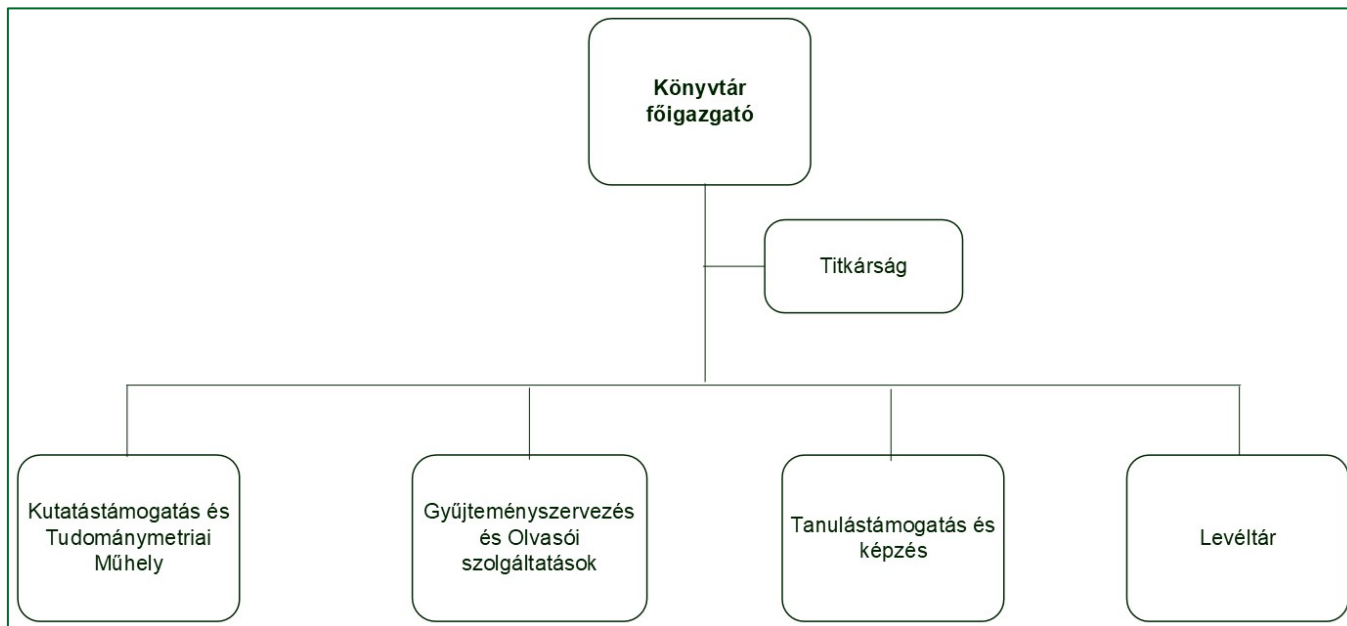 Könyvtár
főigazgató
Titkárság
Kutatástámogatás és
Tudománymetriai
Műhely
Gyűjteményszervezés
és Olvasói
szolgáltatások
Tanulástámogatás és
képzés
Levéltár